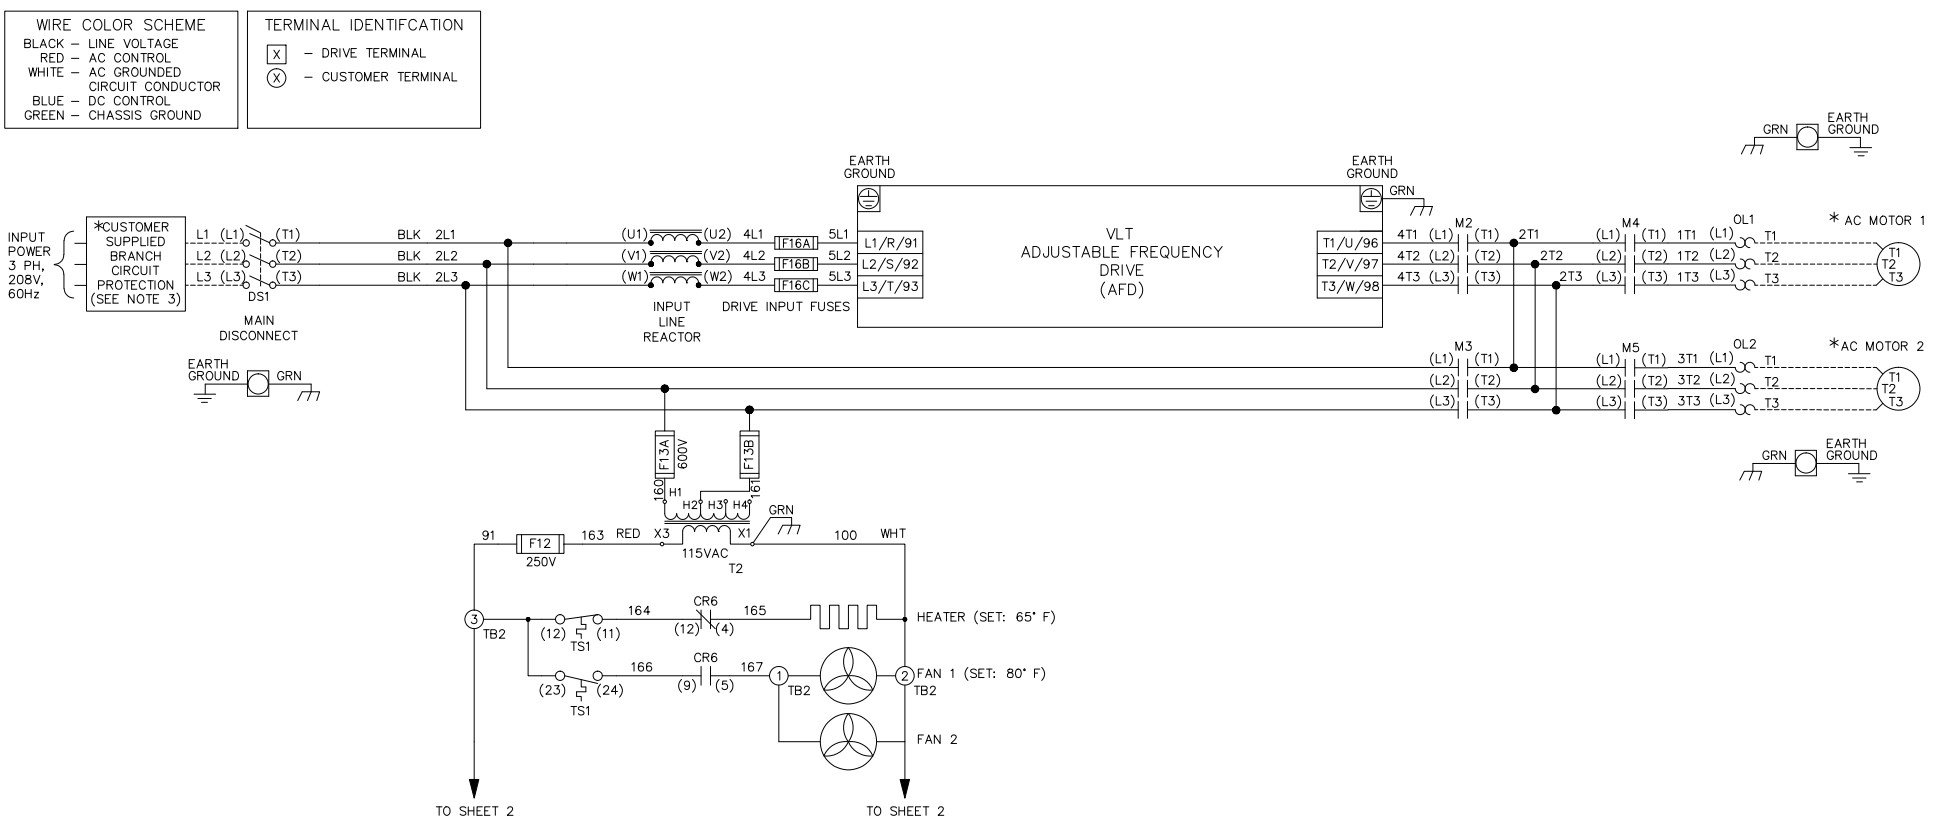 WIRE COLOR SCHEME
BLACK – LINE VOLTAGE
RED – AC CONTROL
WHITE – AC GROUNDED
CIRCUIT CONDUCTOR
BLUE – DC CONTROL
GREEN – CHASSIS GROUND
TERMINAL IDENTIFCATION
X – DRIVE TERMINAL
X – CUSTOMER TERMINAL
GRN
EARTH
GROUND
EARTH
GROUND
EARTH
GROUND
GRN
INPUT
POWER
3 PH,
208V,
60Hz
*CUSTOMER
SUPPLIED
BRANCH
CIRCUIT
PROTECTION
(SEE NOTE 3)
L1 (L1) (T1) BLK 2L1 (U1) (U2) 4L1 F16A 5L1 L1/R/91
L2 (L2) (T2) BLK 2L2 (V1) (V2) 4L2 F16B 5L2 L2/S/92
L3 (L3) (T3) BLK 2L3 (W1) (W2) 4L3 F16C 5L3 L3/T/93
DS1
MAIN
DISCONNECT
INPUT
LINE
REACTOR
DRIVE INPUT FUSES
VLT
ADJUSTABLE FREQUENCY
DRIVE
(AFD)
M2 M4 OL1 * AC MOTOR 1
T1/U/96 4T1 (L1) (T1) 2T1 (L1) (T1) 1T1 (L1) T1 T1
T2/V/97 4T2 (L2) (T2) 2T2 (L2) (T2) 1T2 (L2) T2 T2
T3/W/98 4T3 (L3) (T3) 2T3 (L3) (T3) 1T3 (L3) T3 T3
M3 M5 OL2 *AC MOTOR 2
(L1) (T1) (L1) (T1) 3T1 (L1) T1 T1
(L2) (T2) (L2) (T2) 3T2 (L2) T2 T2
(L3) (T3) (L3) (T3) 3T3 (L3) T3 T3
EARTH
GROUND
GRN
GRN
EARTH
GROUND
F13A
600V
F13B
160
161
H1
H2 H3 H4
GRN
91 F12 163 RED X3 X1 100 WHT
250V
115VAC
T2
3
TB2
164 CR6 165
(12) (11) (12) (4)
TS1
HEATER (SET: 65° F)
166 CR6 167
(23) (24) (9) (5)
TS1
1
TB2
2
TB2
FAN 1 (SET: 80° F)
FAN 2
TO SHEET 2
TO SHEET 2